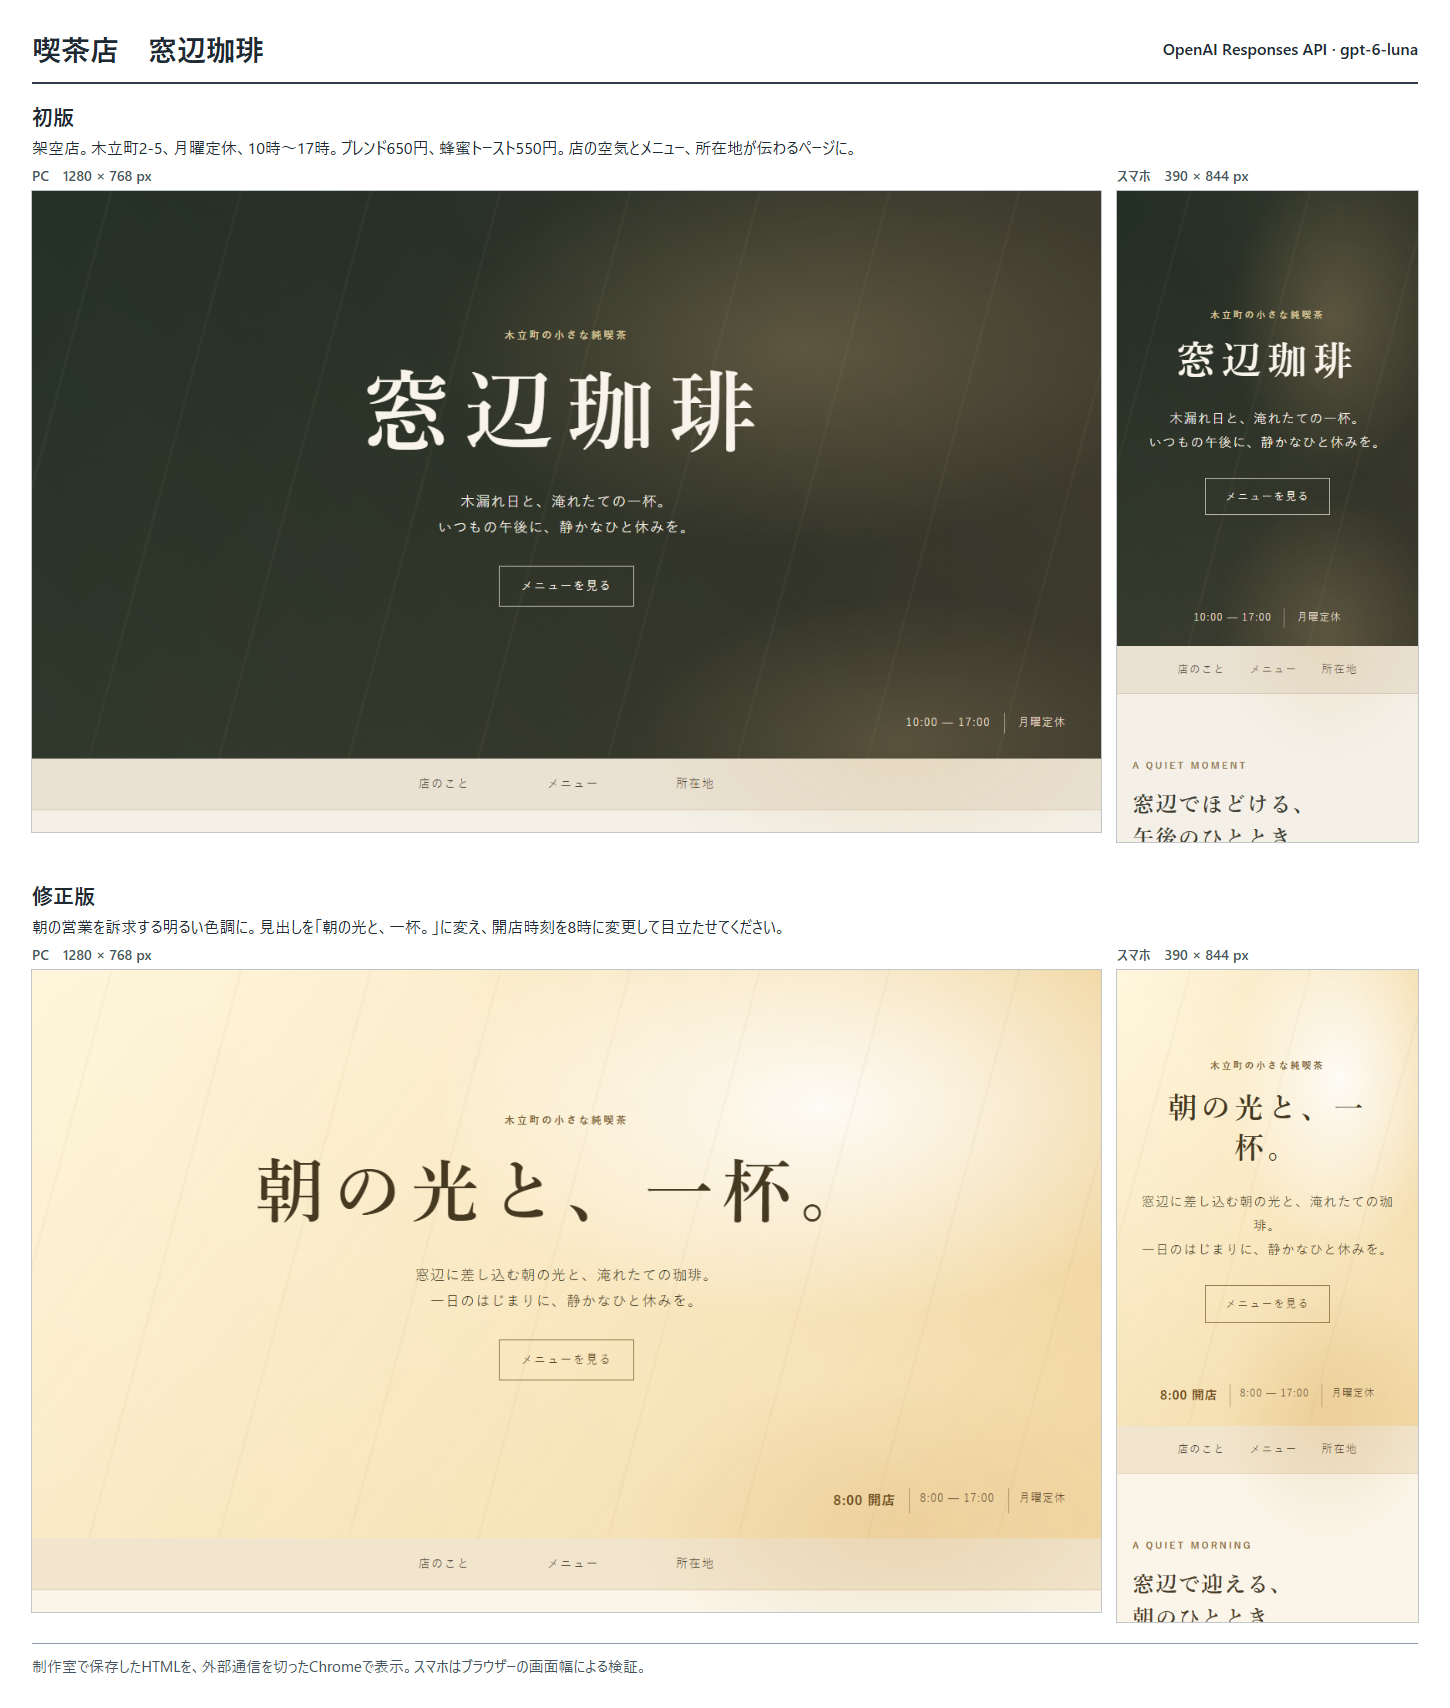 喫茶店　窓辺珈琲
OpenAI Responses API · gpt-6-luna
初版
架空店。木立町2-5、月曜定休、10時～17時。ブレンド650円、蜂蜜トースト550円。店の空気とメニュー、所在地が伝わるページに。
PC　1280 × 768 px
木立町の小さな純喫茶
窓辺珈琲
木漏れ日と、淹れたての一杯。
いつもの午後に、静かなひと休みを。
メニューを見る
10:00 — 17:00
月曜定休
店のこと
メニュー
所在地
スマホ　390 × 844 px
木立町の小さな純喫茶
窓辺珈琲
木漏れ日と、淹れたての一杯。
いつもの午後に、静かなひと休みを。
メニューを見る
10:00 — 17:00
月曜定休
店のこと
メニュー
所在地
A QUIET MOMENT
窓辺でほどける、
午後のひととき
修正版
朝の営業を訴求する明るい色調に。見出しを「朝の光と、一杯。」に変え、開店時刻を8時に変更して目立たせてください。
PC　1280 × 768 px
木立町の小さな純喫茶
朝の光と、一杯。
窓辺に差し込む朝の光と、淹れたての珈琲。
一日のはじまりに、静かなひと休みを。
メニューを見る
8:00 開店
8:00 — 17:00
月曜定休
店のこと
メニュー
所在地
スマホ　390 × 844 px
木立町の小さな純喫茶
朝の光と、一
杯。
窓辺に差し込む朝の光と、淹れたての珈
琲。
一日のはじまりに、静かなひと休みを。
メニューを見る
8:00 開店
8:00 — 17:00
月曜定休
店のこと
メニュー
所在地
A QUIET MORNING
窓辺で迎える、
朝のひととき
制作室で保存したHTMLを、外部通信を切ったChromeで表示。スマホはブラウザーの画面幅による検証。